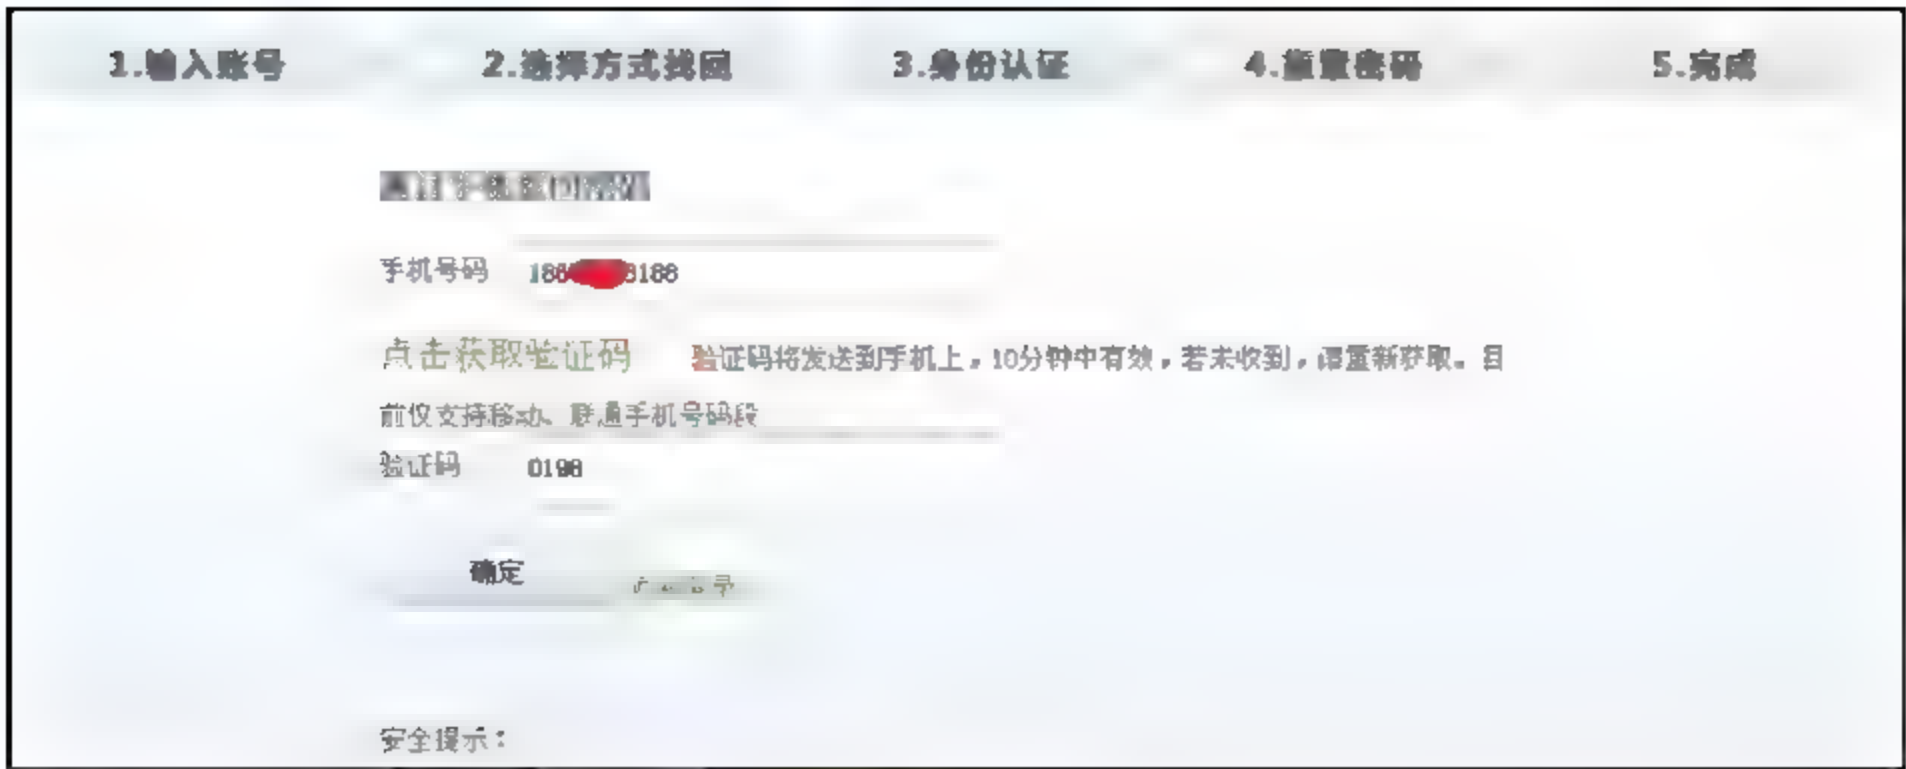 1.输入账号 2.选择方式找回 3.身份认证 4.重置密码 5.完成
手机号码 188 8188
点击获取验证码 验证码将发送到手机上，10分钟中有效，若未收到，请重新获取。目
前仅支持移动、联通手机号码段
验证码 0198
确定
安全提示：